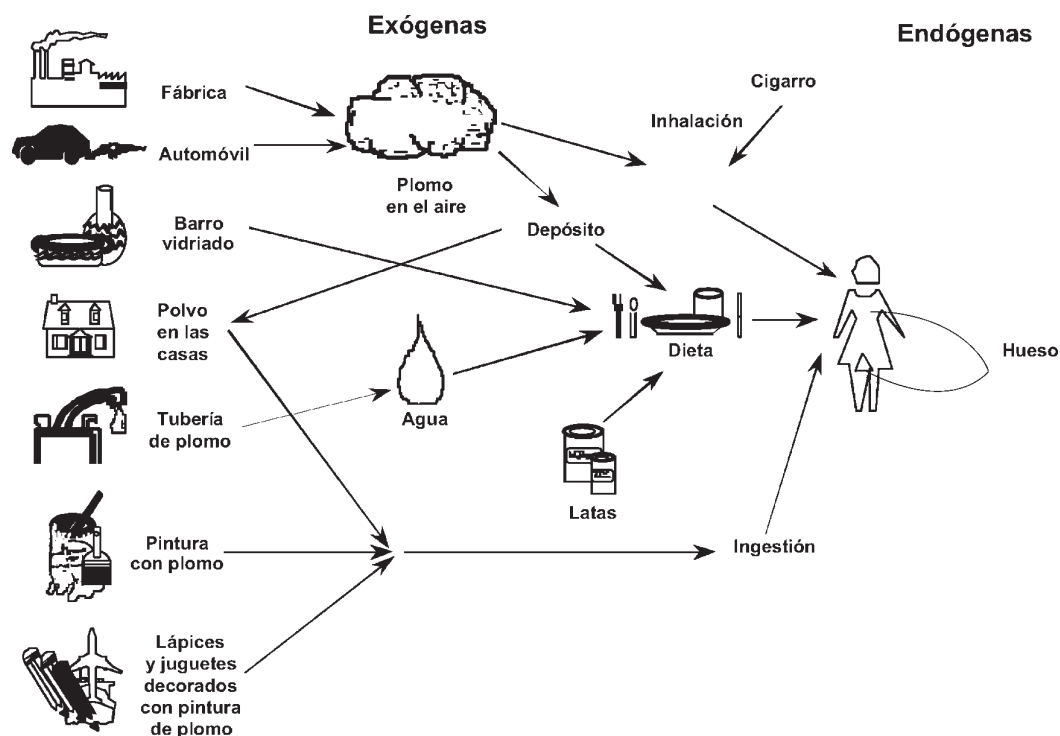 Exógenas
Endógenas
Fábrica
Automóvil
Barro
vidriado
Polvo
en las
casas
Tubería
de plomo
Pintura
con plomo
Lápices
y juguetes
decorados
con pintura
de plomo
Plomo
en el aire
Depósito
Agua
Latas
Dieta
Inhalación
Cigarro
Ingestión
Hueso